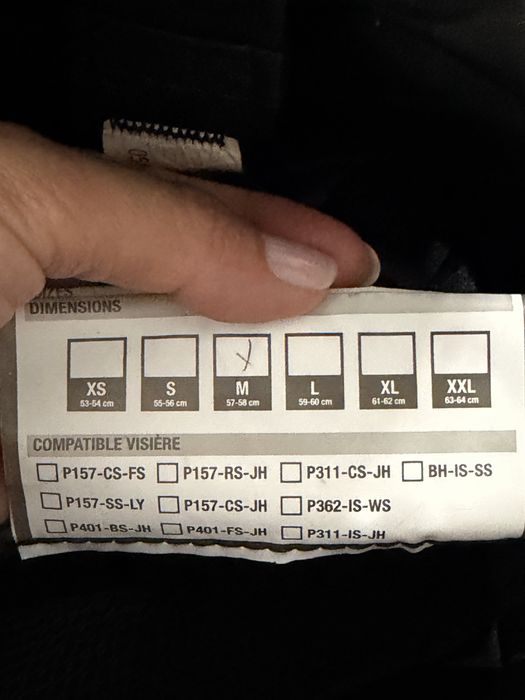 SIZES
DIMENSIONS
XS S M L XL XXL
53-54 cm 55-56 cm 57-58 cm 59-60 cm 61-62 cm 63-64 cm
COMPATIBLE VISIÈRE
P157-CS-FS P157-RS-JH P311-CS-JH BH-IS-SS
P157-SS-LY P157-CS-JH P362-IS-WS
P401-BS-JH P401-FS-JH P311-IS-JH